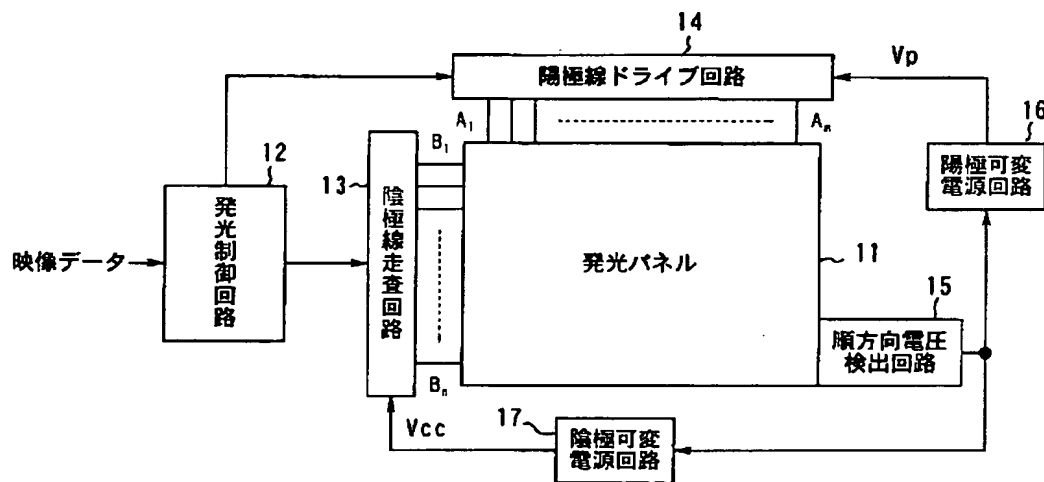 14
陽極線ドライブ回路
Vp
16
陽極可変
電源回路
A₁
Aₘ
B₁
12
13
発光制御回路
陰極線走査回路
映像データ
発光パネル
11
15
順方向電圧
検出回路
Bₙ
Vcc
17
陰極可変
電源回路